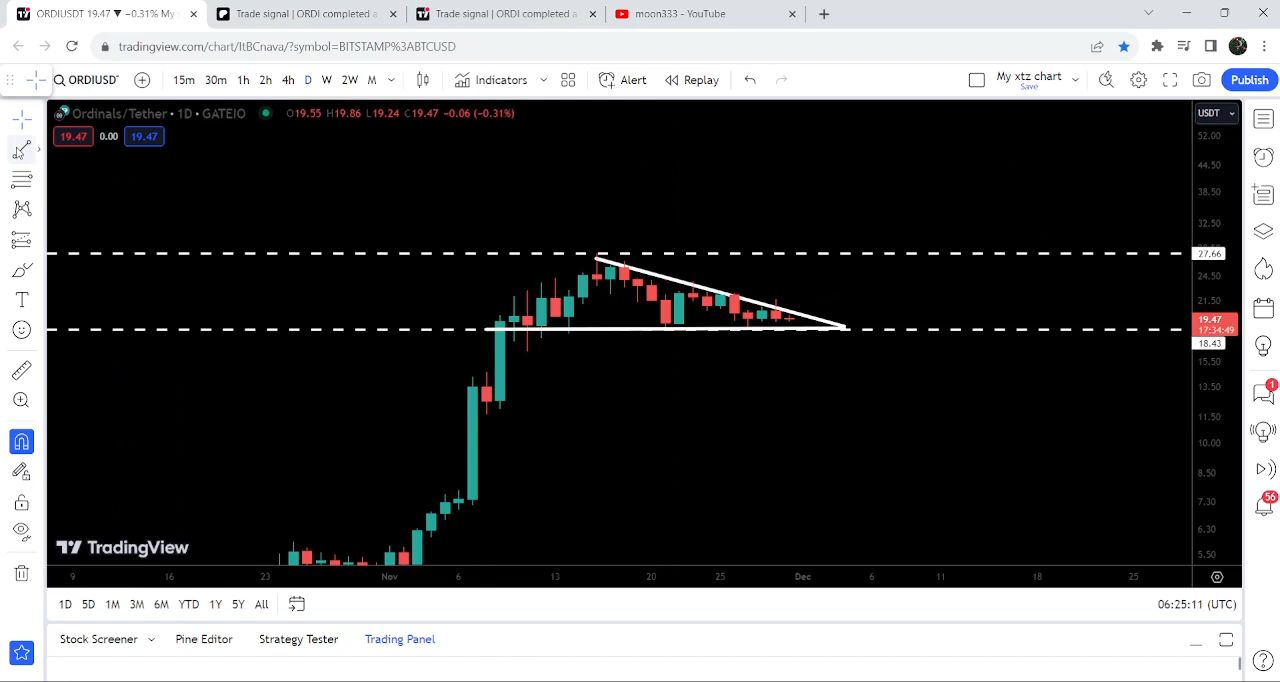 ORDIUSDT 19.47 ▼ −0.31% My
Trade signal | ORDI completed a
Trade signal | ORDI completed a
moon333 - YouTube
tradingview.com/chart/ItBCnava/?symbol=BITSTAMP%3ABTCUSD
ORDIUSDT
15m 30m 1h 2h 4h D W 2W M
Indicators
Alert
Replay
My xtz chart
Save
Publish
Ordinals/Tether • 1D • GATEIO
O19.55 H19.86 L19.24 C19.47 −0.06 (−0.31%)
USDT
19.47 0.00 19.47
52.00
44.50
38.50
32.50
27.66
24.50
21.50
19.47
17:34:49
18.43
15.50
13.50
11.50
10.00
8.50
7.30
6.30
5.50
1
56
TradingView
9 16 23 Nov 6 13 20 25 Dec 6 11 18 25
1D 5D 1M 3M 6M YTD 1Y 5Y All
06:25:11 (UTC)
Stock Screener Pine Editor Strategy Tester Trading Panel